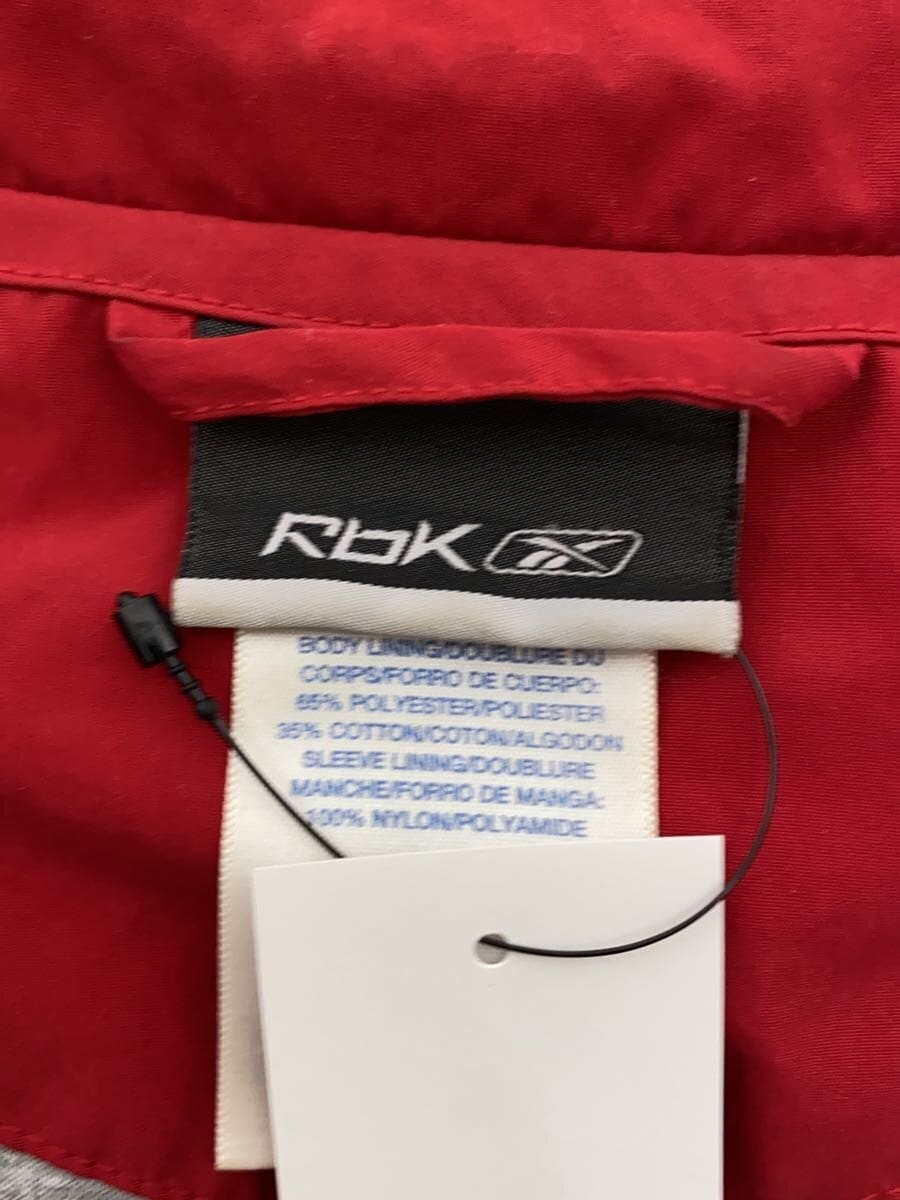 Rbk
BODY LINING/DOUBLURE DU
CORPS/FORRO DE CUERPO:
65% POLYESTER/POLIESTER
35% COTTON/COTON/ALGODON
SLEEVE LINING/DOUBLURE
MANCHE/FORRO DE MANGA:
100% NYLON/POLYAMIDE